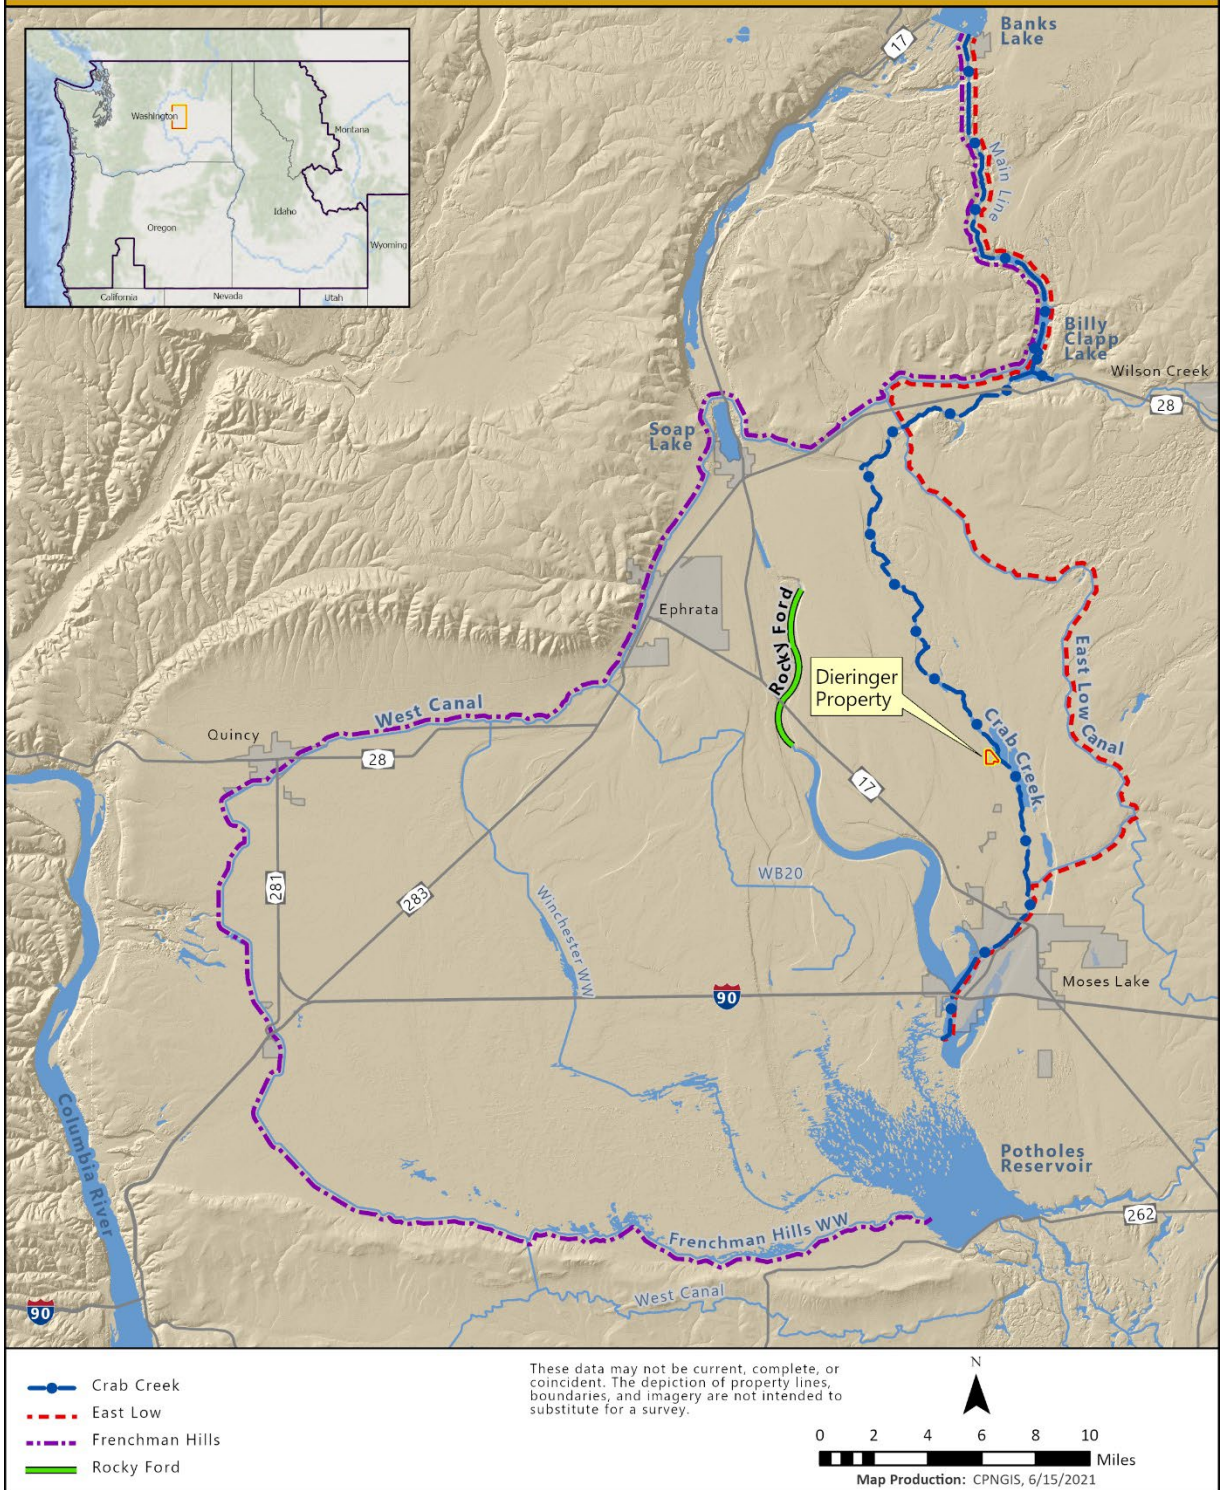 Washington
Montana
Oregon
Idaho
Wyoming
California
Nevada
Utah
17
Banks
Lake
Main Line
Billy
Clapp
Lake
Wilson Creek
28
Soap
Lake
Ephrata
Rocky Ford
Dieringer
Property
Crab Creek
East Low Canal
West Canal
Quincy
28
17
281
283
WB20
Winchester WW
90
Moses Lake
Columbia River
Potholes
Reservoir
262
Frenchman Hills WW
West Canal
90
Crab Creek
East Low
Frenchman Hills
Rocky Ford
These data may not be current, complete, or
coincident. The depiction of property lines,
boundaries, and imagery are not intended to
substitute for a survey.
N
0 2 4 6 8 10
Miles
Map Production: CPNGIS, 6/15/2021